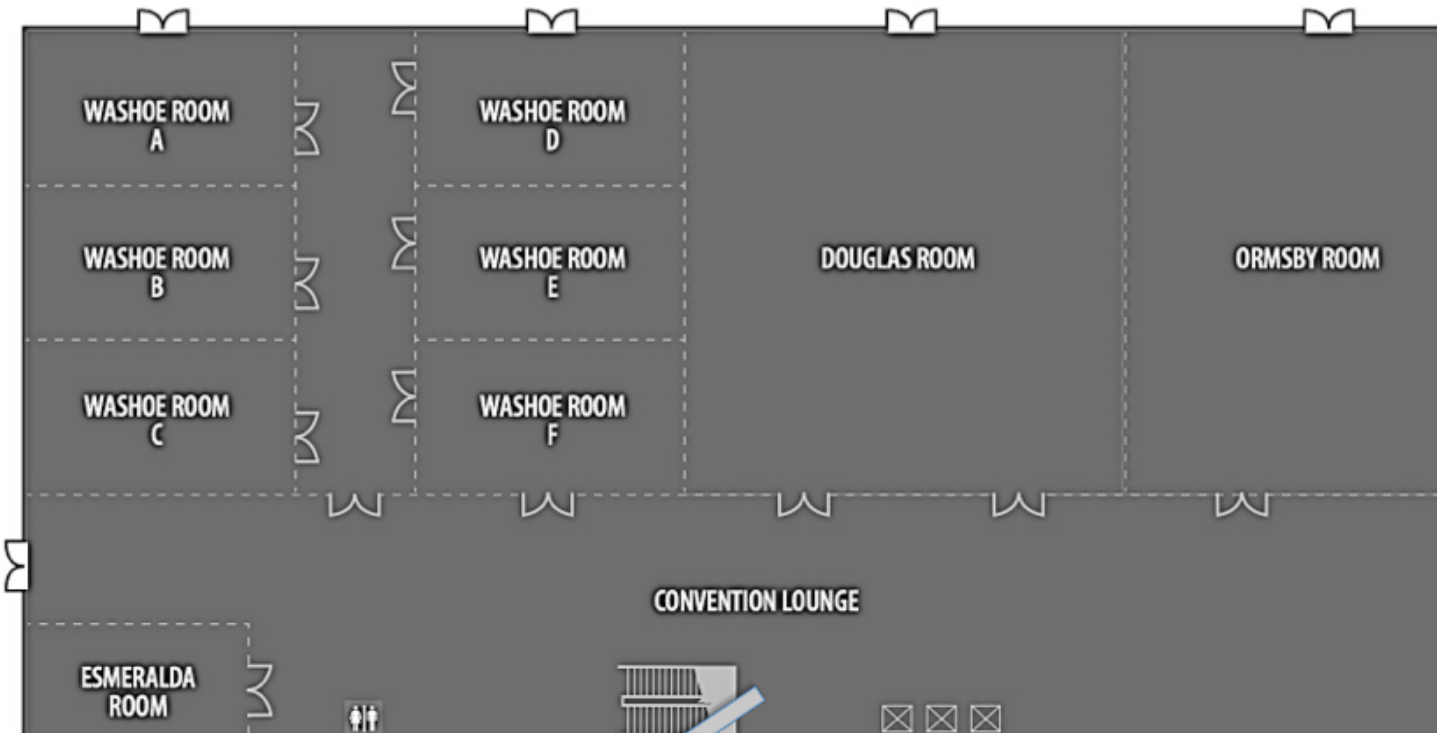 WASHOE ROOM
A
WASHOE ROOM
D
WASHOE ROOM
B
WASHOE ROOM
E
DOUGLAS ROOM
ORMSBY ROOM
WASHOE ROOM
C
WASHOE ROOM
F
CONVENTION LOUNGE
ESMERALDA
ROOM